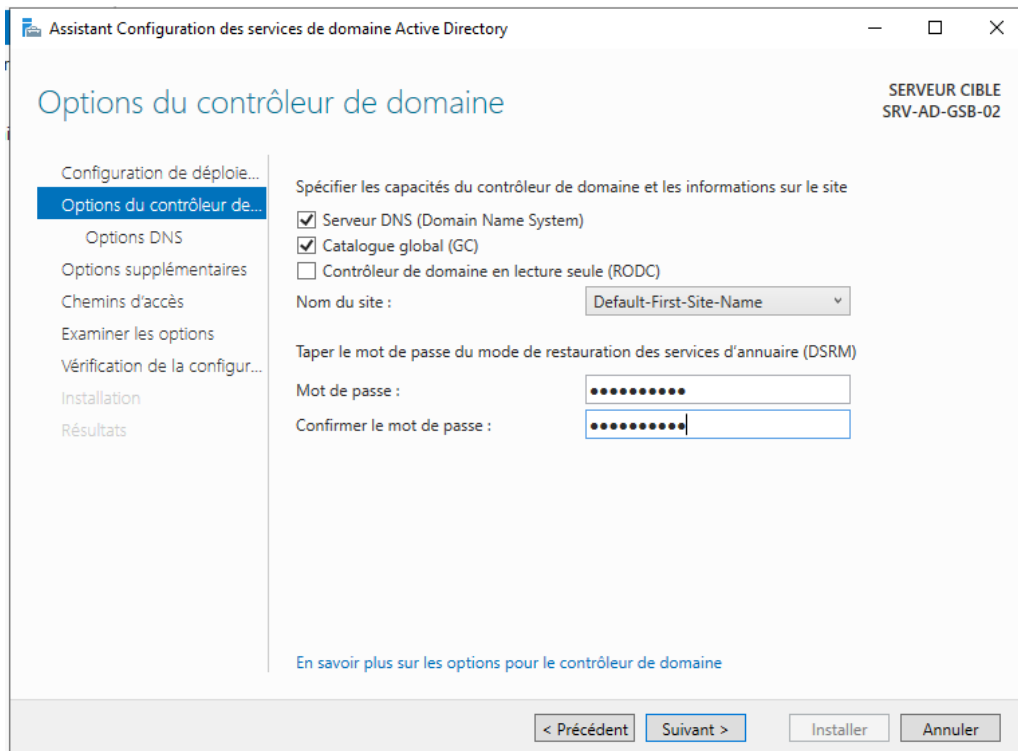 Assistant Configuration des services de domaine Active Directory
Options du contrôleur de domaine
SERVEUR CIBLE
SRV-AD-GSB-02
Configuration de déploie...
Options du contrôleur de...
Options DNS
Options supplémentaires
Chemins d'accès
Examiner les options
Vérification de la configur...
Installation
Résultats
Spécifier les capacités du contrôleur de domaine et les informations sur le site
Serveur DNS (Domain Name System)
Catalogue global (GC)
Contrôleur de domaine en lecture seule (RODC)
Nom du site : Default-First-Site-Name
Taper le mot de passe du mode de restauration des services d'annuaire (DSRM)
Mot de passe : ●●●●●●●●●●
Confirmer le mot de passe : ●●●●●●●●●●
En savoir plus sur les options pour le contrôleur de domaine
< Précédent Suivant > Installer Annuler